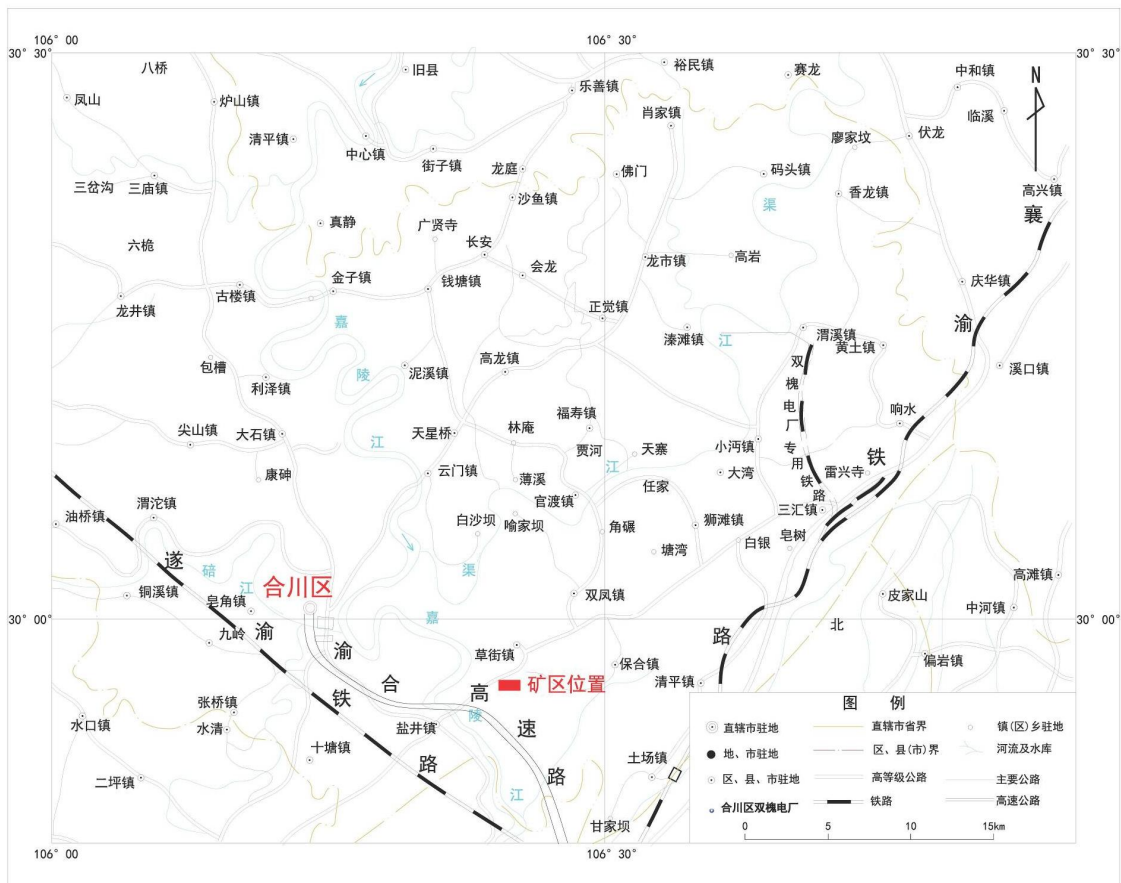 106° 00
106° 30
30° 30
30° 30
八桥
旧县
裕民镇
赛龙
中和镇
凤山
炉山镇
乐善镇
肖家镇
临溪
N
清平镇
中心镇
街子镇
龙庭
佛门
码头镇
廖家坟
伏龙
三岔沟
三庙镇
沙鱼镇
渠
香龙镇
高兴镇
真静
广贤寺
襄
六桅
长安
会龙
龙市镇
高岩
金子镇
钱塘镇
庆华镇
古楼镇
龙井镇
正觉镇
嘉
溱滩镇
江
渭溪镇
渝
黄土镇
包槽
陵
泥溪镇
高龙镇
双
槐
电
厂
专
用
铁
路
溪口镇
利泽镇
福寿镇
响水
尖山镇
大石镇
江
天星桥
林庵
贾河
天寨
小沔镇
铁
康砷
云门镇
薄溪
江
大湾
雷兴寺
任家
官渡镇
渭沱镇
油桥镇
白沙坝
喻家坝
角碾
狮滩镇
三汇镇
白银
皂树
遂
渠
塘湾
涪
江
合川区
高滩镇
铜溪镇
皂角镇
双凤镇
皮家山
中河镇
30° 00
30° 00
九岭
渝
嘉
路
北
渝
草街镇
保合镇
偏岩镇
合
高
矿区位置
清平镇
铁
张桥镇
水口镇
水清
盐井镇
陵
速
十塘镇
路
路
土场镇
二坪镇
江
甘家坝
图 例
直辖市驻地
直辖市省界
镇(区)乡驻地
地、市驻地
区、县(市)界
河流及水库
区、县、市驻地
高等级公路
主要公路
合川区双槐电厂
铁路
高速公路
0
5
10
15km
106° 00
106° 30